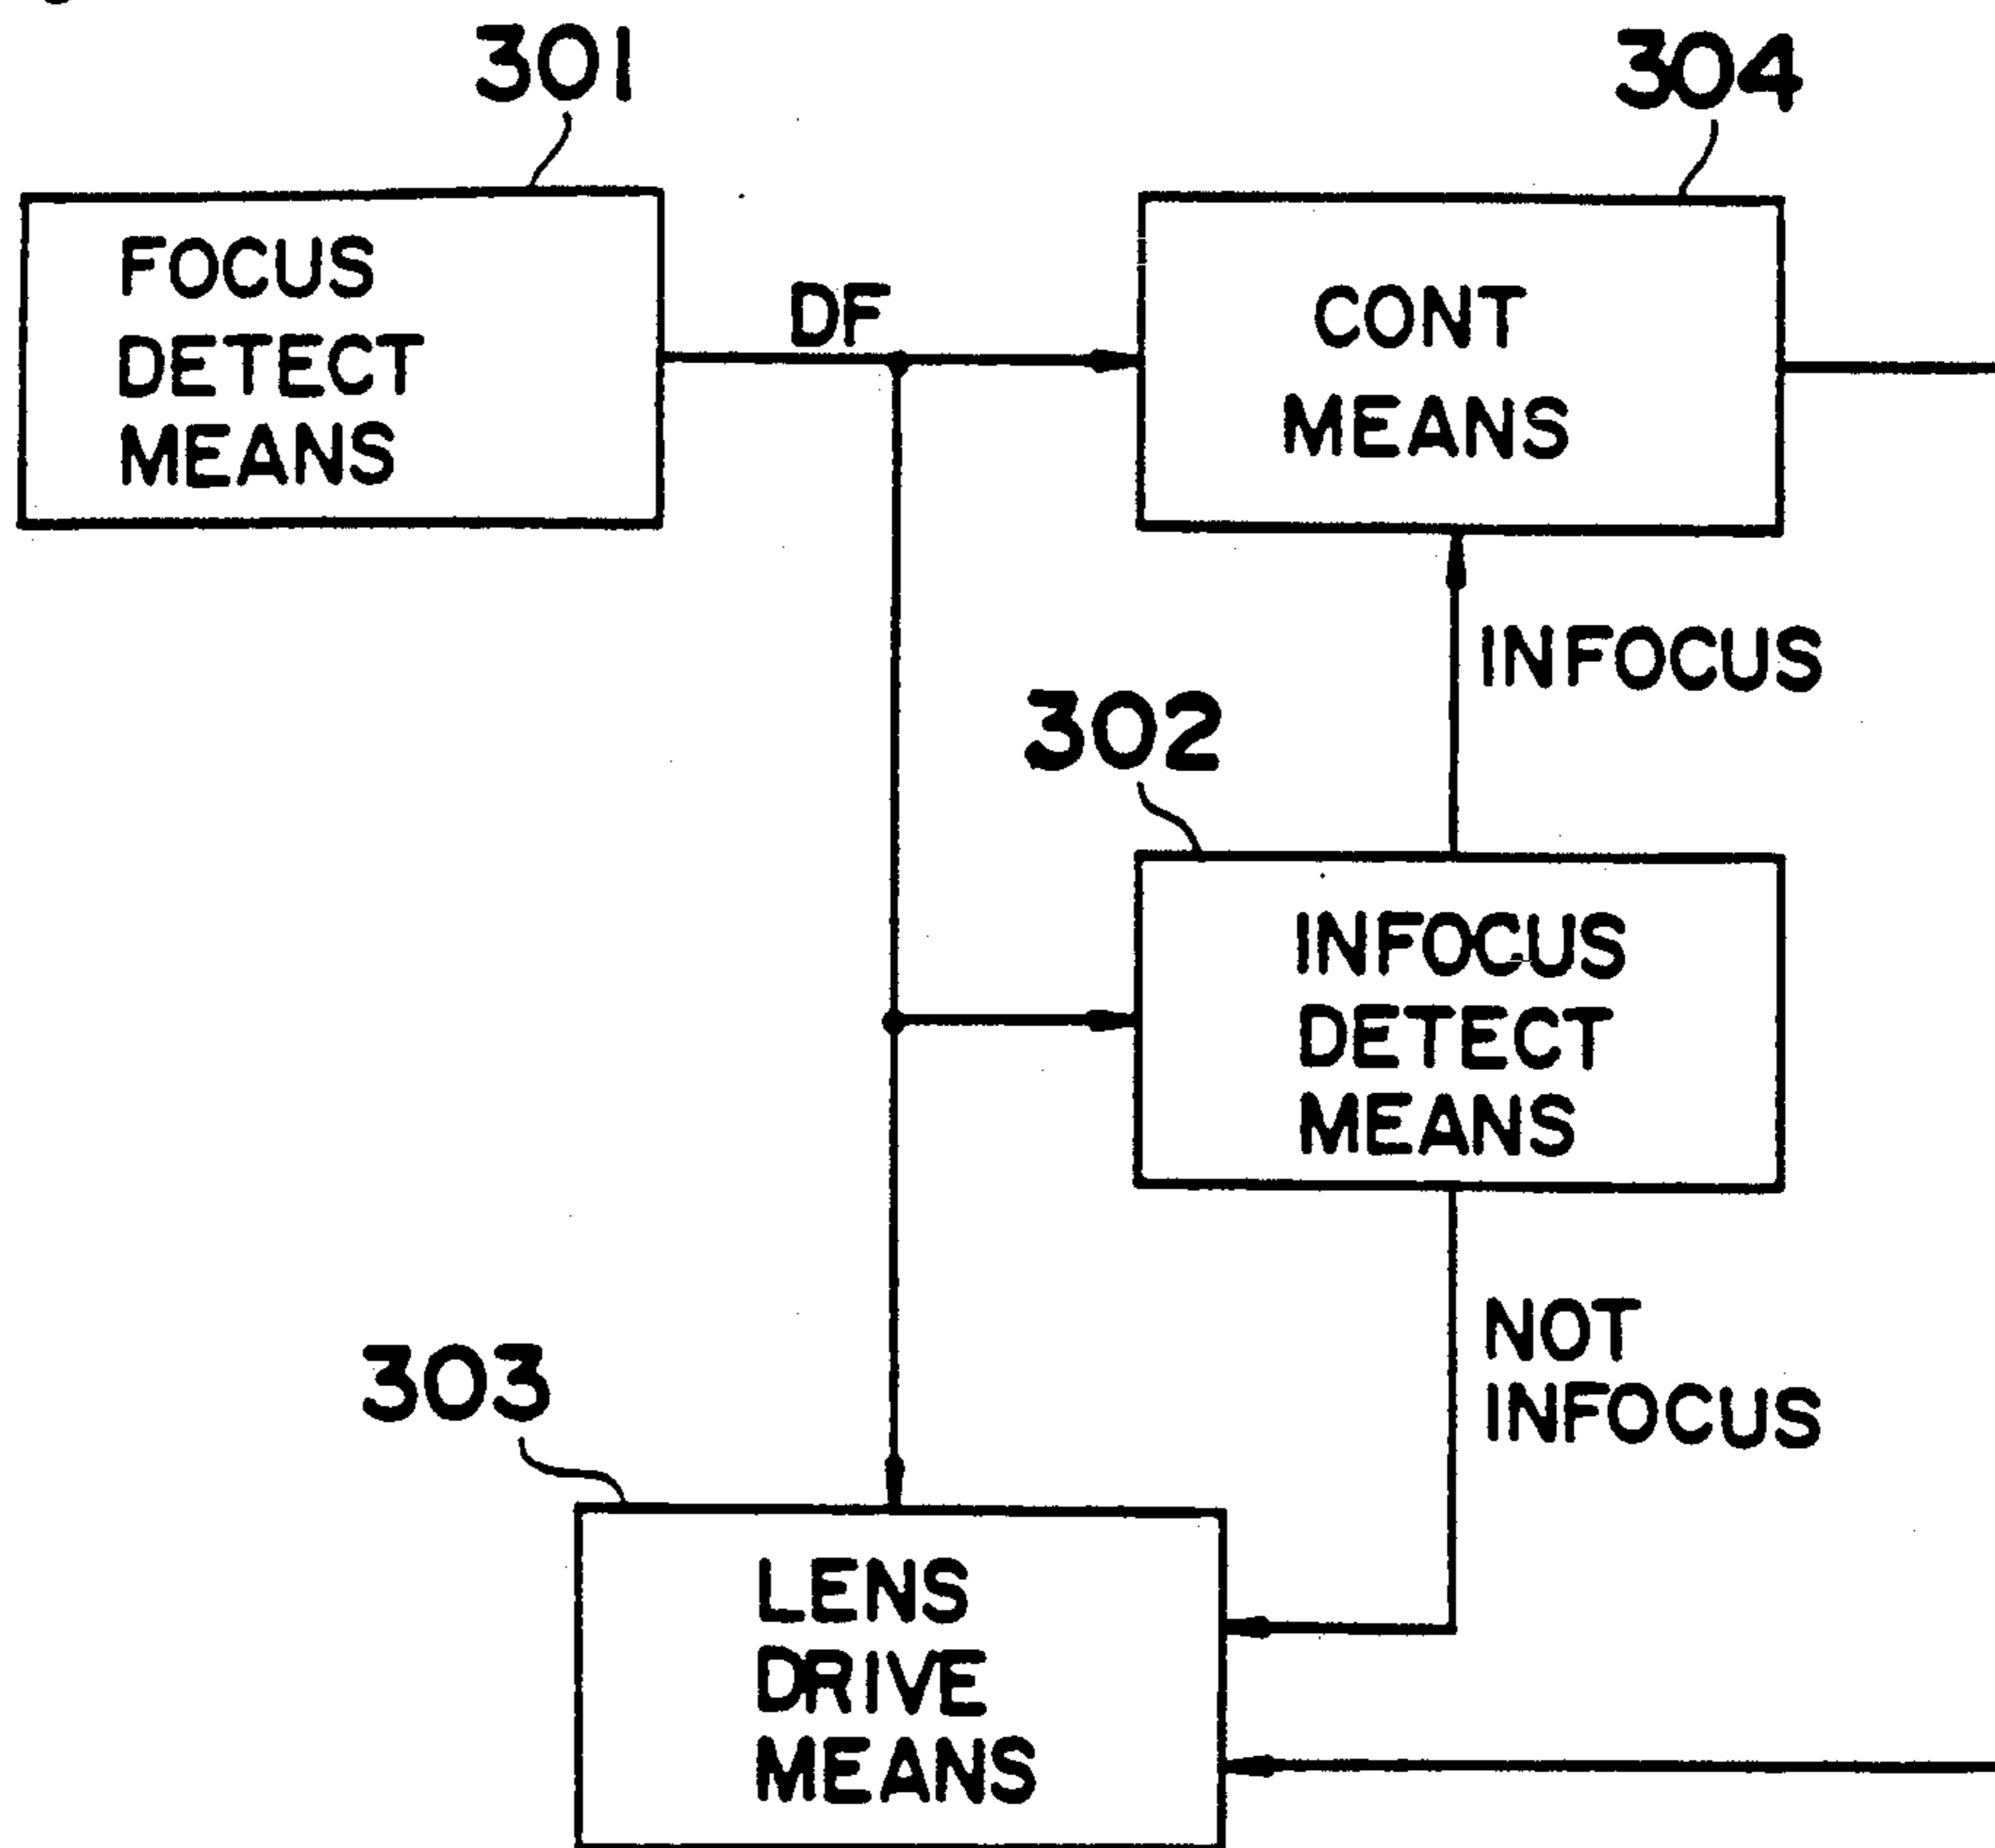 301
304
FOCUS
DETECT
MEANS
DF
CONT
MEANS
INFOCUS
302
INFOCUS
DETECT
MEANS
NOT
INFOCUS
303
LENS
DRIVE
MEANS